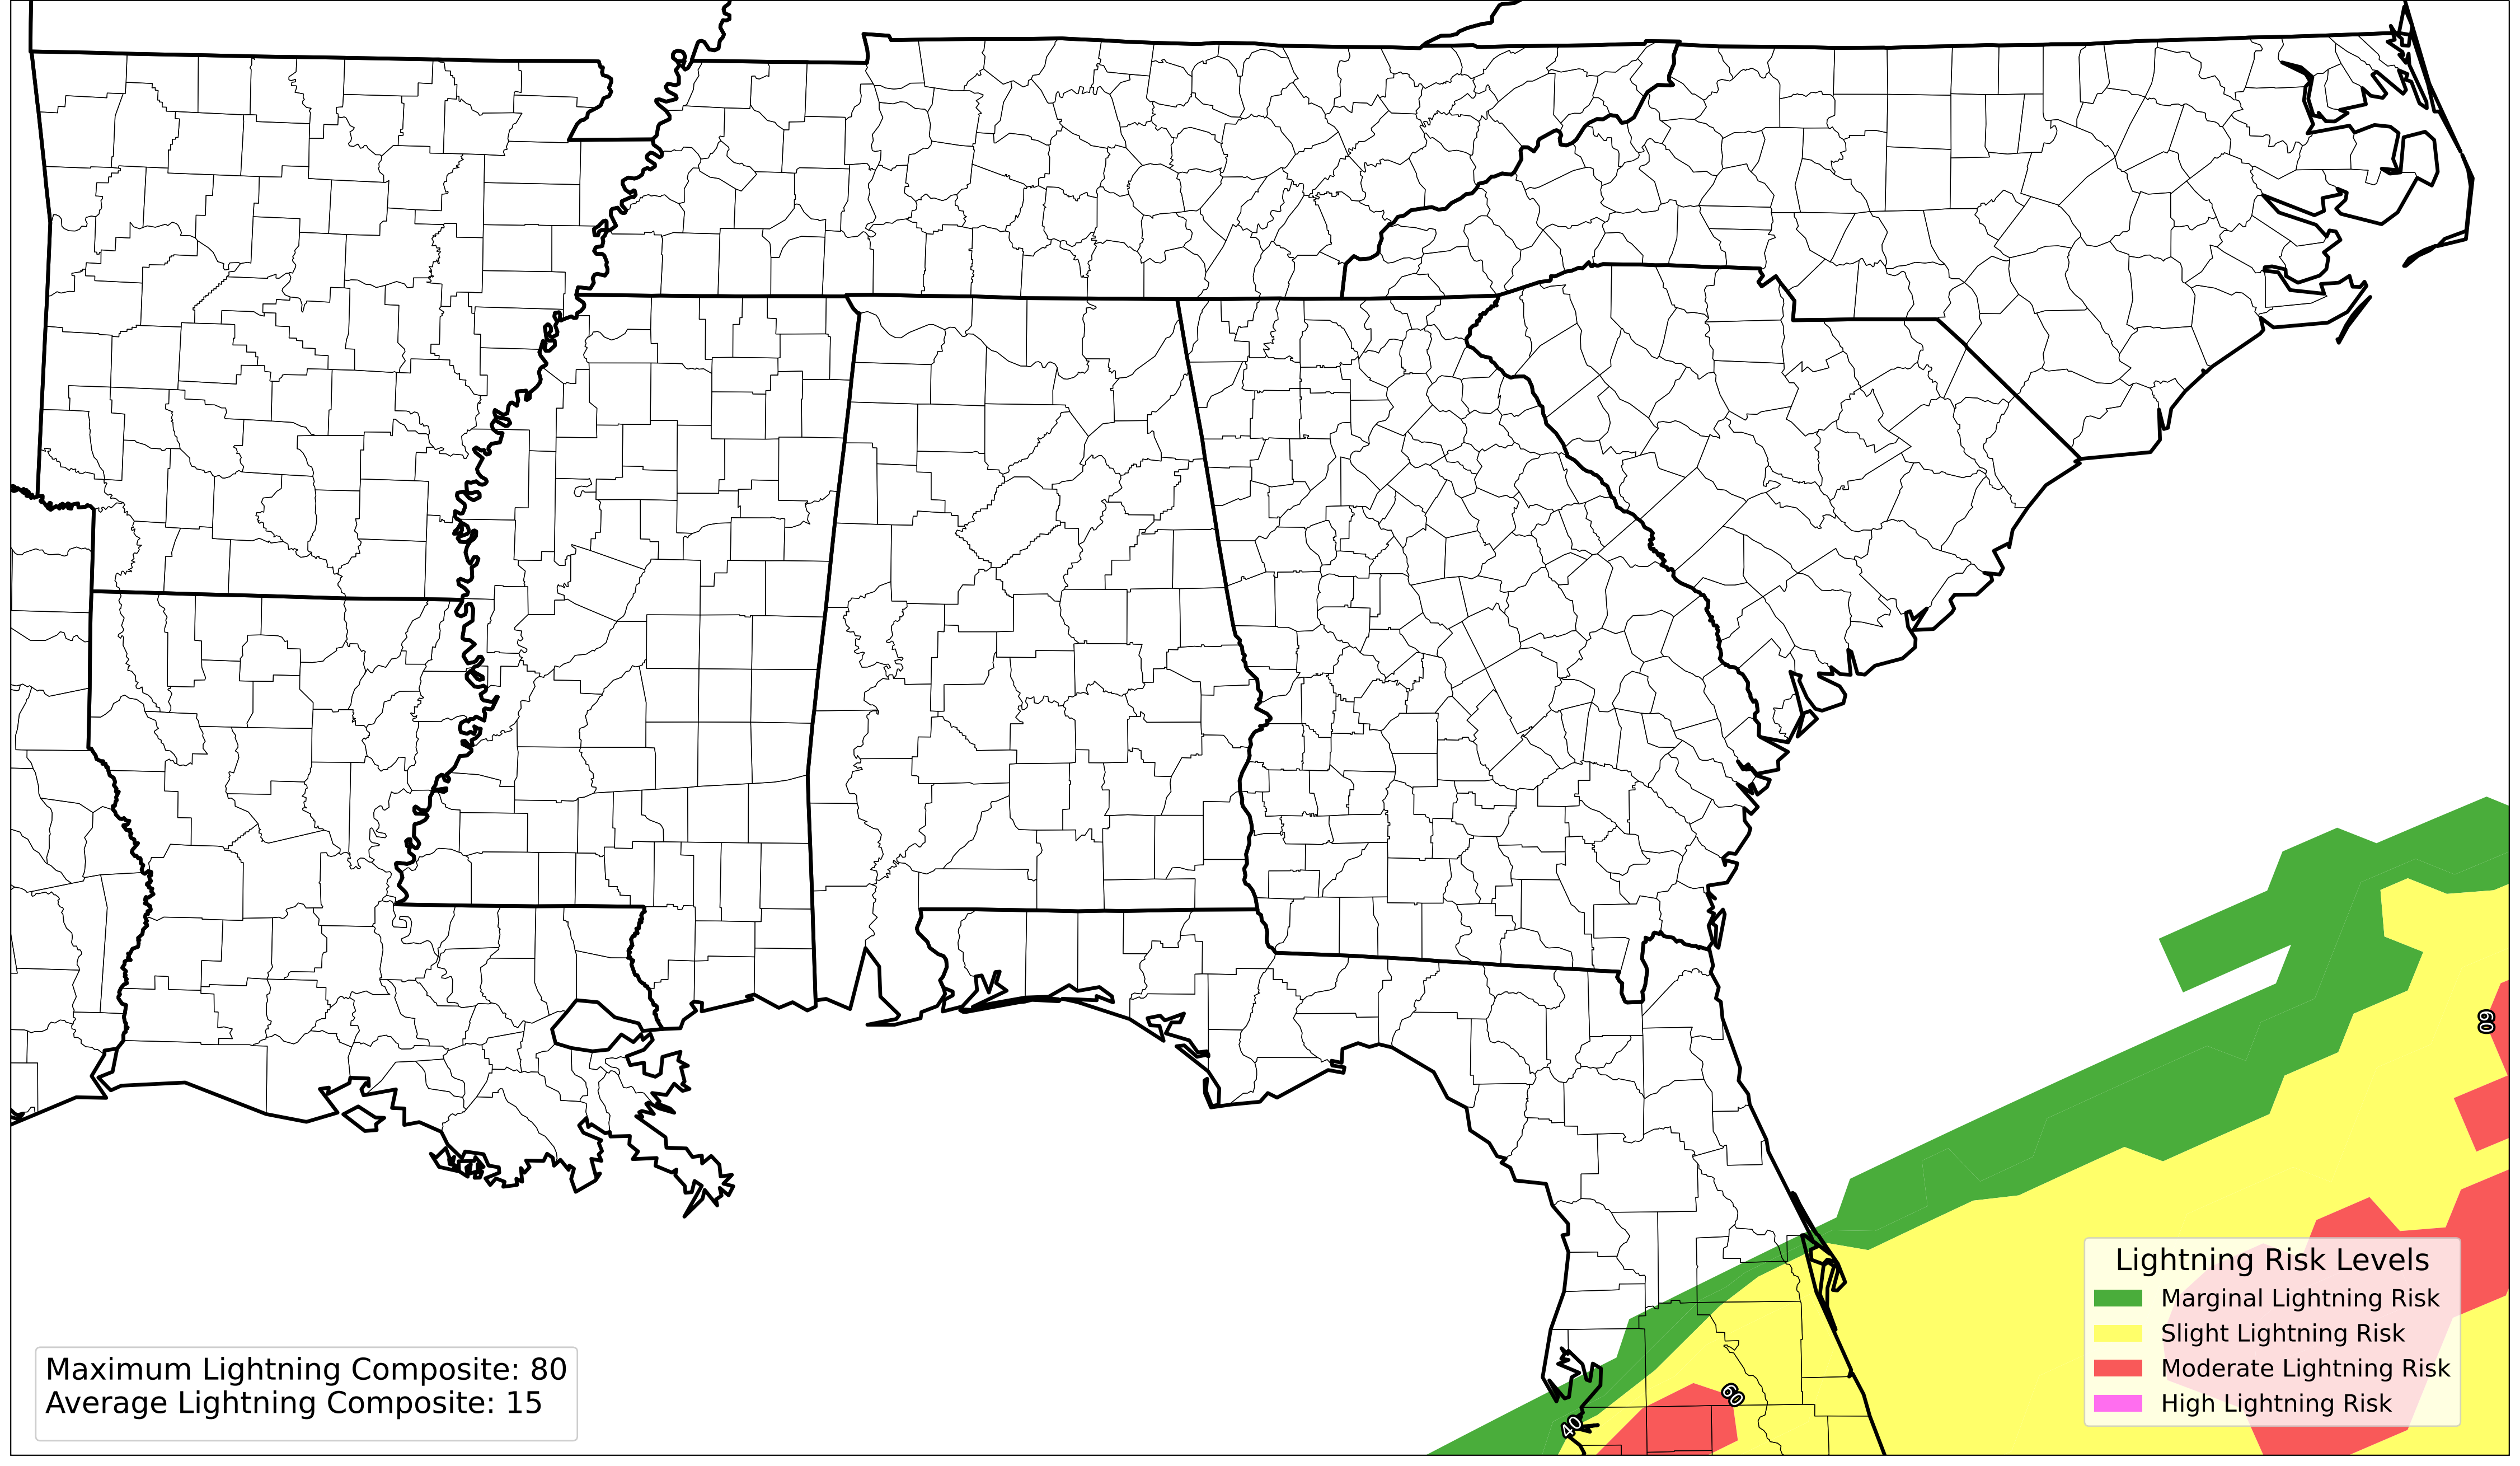 60
Lightning Risk Levels
Marginal Lightning Risk
Slight Lightning Risk
Moderate Lightning Risk
High Lightning Risk
Maximum Lightning Composite: 80
Average Lightning Composite: 15
60
40